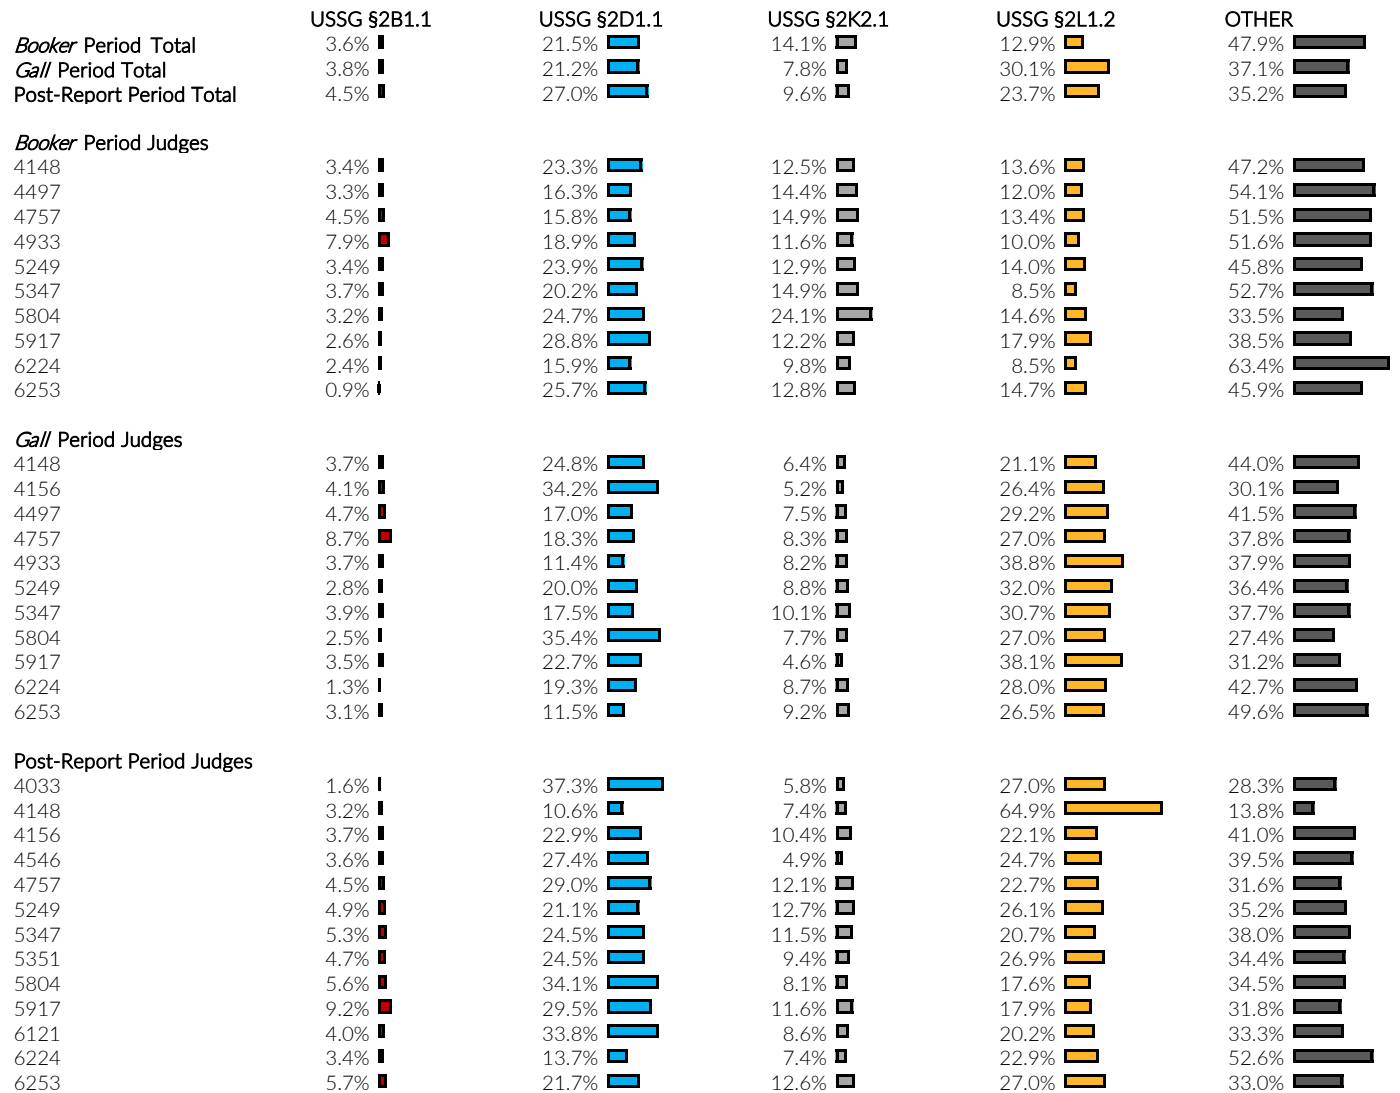 USSG §2B1.1 USSG §2D1.1 USSG §2K2.1 USSG §2L1.2 OTHER
Booker Period Total 3.6% 21.5% 14.1% 12.9% 47.9%
Gall Period Total 3.8% 21.2% 7.8% 30.1% 37.1%
Post-Report Period Total 4.5% 27.0% 9.6% 23.7% 35.2%
Booker Period Judges
4148 3.4% 23.3% 12.5% 13.6% 47.2%
4497 3.3% 16.3% 14.4% 12.0% 54.1%
4757 4.5% 15.8% 14.9% 13.4% 51.5%
4933 7.9% 18.9% 11.6% 10.0% 51.6%
5249 3.4% 23.9% 12.9% 14.0% 45.8%
5347 3.7% 20.2% 14.9% 8.5% 52.7%
5804 3.2% 24.7% 24.1% 14.6% 33.5%
5917 2.6% 28.8% 12.2% 17.9% 38.5%
6224 2.4% 15.9% 9.8% 8.5% 63.4%
6253 0.9% 25.7% 12.8% 14.7% 45.9%
Gall Period Judges
4148 3.7% 24.8% 6.4% 21.1% 44.0%
4156 4.1% 34.2% 5.2% 26.4% 30.1%
4497 4.7% 17.0% 7.5% 29.2% 41.5%
4757 8.7% 18.3% 8.3% 27.0% 37.8%
4933 3.7% 11.4% 8.2% 38.8% 37.9%
5249 2.8% 20.0% 8.8% 32.0% 36.4%
5347 3.9% 17.5% 10.1% 30.7% 37.7%
5804 2.5% 35.4% 7.7% 27.0% 27.4%
5917 3.5% 22.7% 4.6% 38.1% 31.2%
6224 1.3% 19.3% 8.7% 28.0% 42.7%
6253 3.1% 11.5% 9.2% 26.5% 49.6%
Post-Report Period Judges
4033 1.6% 37.3% 5.8% 27.0% 28.3%
4148 3.2% 10.6% 7.4% 64.9% 13.8%
4156 3.7% 22.9% 10.4% 22.1% 41.0%
4546 3.6% 27.4% 4.9% 24.7% 39.5%
4757 4.5% 29.0% 12.1% 22.7% 31.6%
5249 4.9% 21.1% 12.7% 26.1% 35.2%
5347 5.3% 24.5% 11.5% 20.7% 38.0%
5351 4.7% 24.5% 9.4% 26.9% 34.4%
5804 5.6% 34.1% 8.1% 17.6% 34.5%
5917 9.2% 29.5% 11.6% 17.9% 31.8%
6121 4.0% 33.8% 8.6% 20.2% 33.3%
6224 3.4% 13.7% 7.4% 22.9% 52.6%
6253 5.7% 21.7% 12.6% 27.0% 33.0%